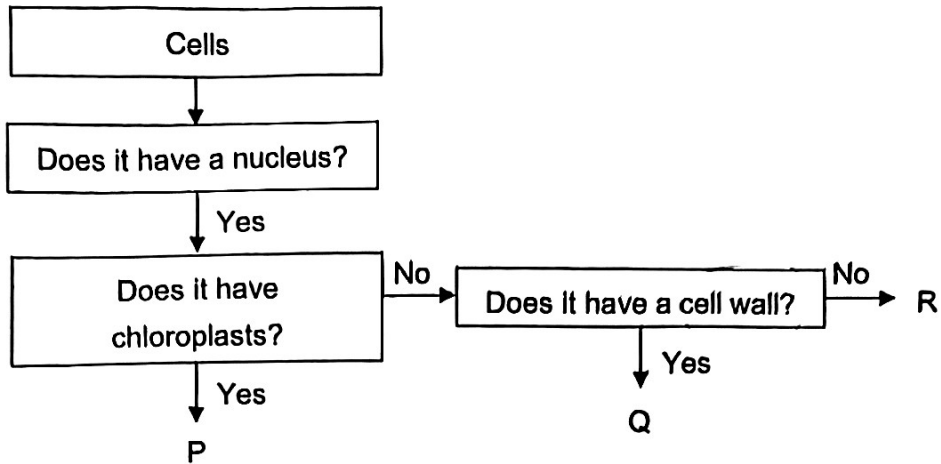 Cells
Does it have a nucleus?
Yes
Does it have
chloroplasts?
No
Does it have a cell wall?
No
R
Yes
P
Yes
Q